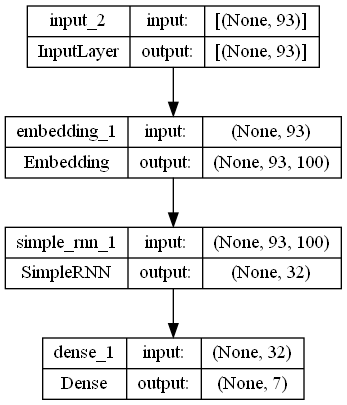 input_2 input: [(None, 93)]
InputLayer output: [(None, 93)]
embedding_1 input: (None, 93)
Embedding output: (None, 93, 100)
simple_rnn_1 input: (None, 93, 100)
SimpleRNN output: (None, 32)
dense_1 input: (None, 32)
Dense output: (None, 7)